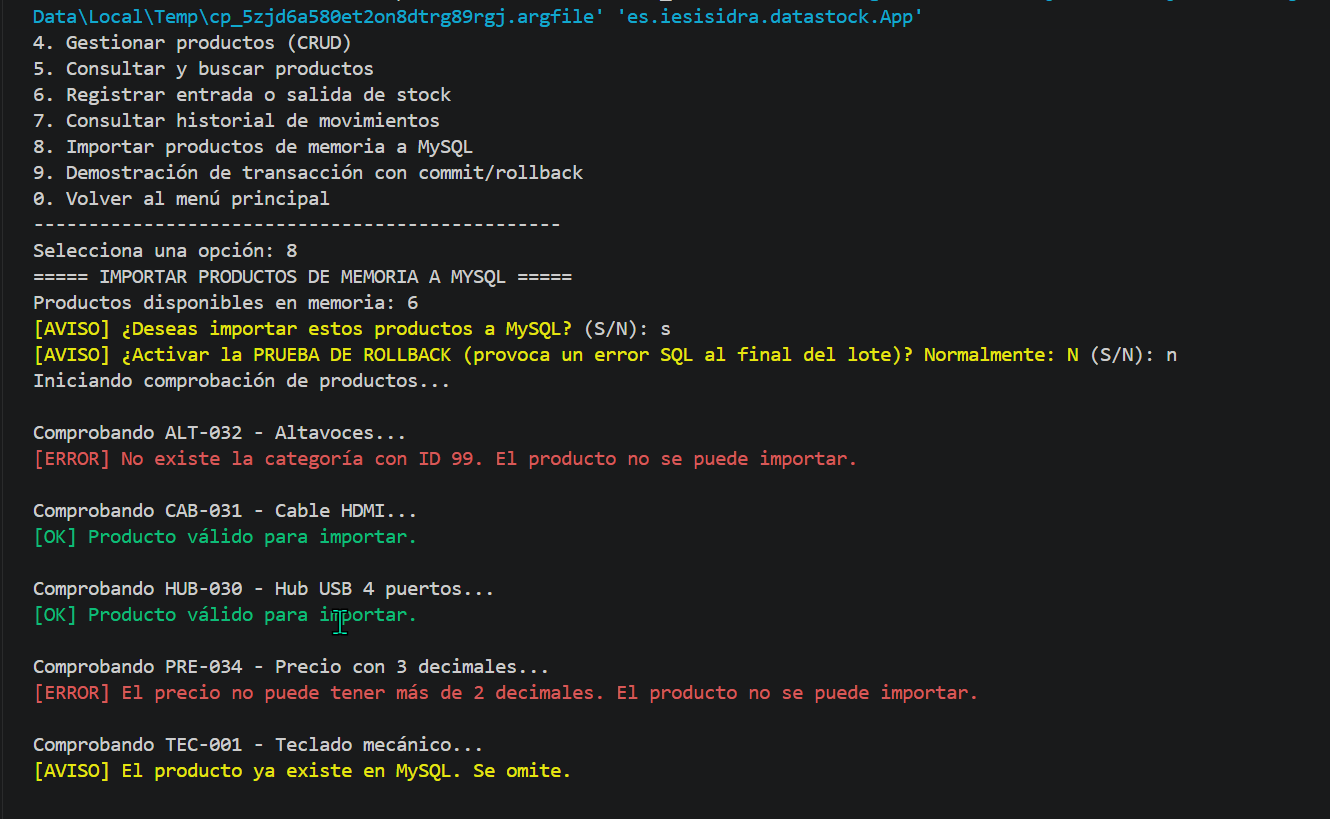 Data\Local\Temp\cp_5zjd6a580et2on8dtrg89rgj.argfile' 'es.iesisidra.datastock.App'
4. Gestionar productos (CRUD)
5. Consultar y buscar productos
6. Registrar entrada o salida de stock
7. Consultar historial de movimientos
8. Importar productos de memoria a MySQL
9. Demostración de transacción con commit/rollback
0. Volver al menú principal
------------------------------------------------
Selecciona una opción: 8
===== IMPORTAR PRODUCTOS DE MEMORIA A MYSQL =====
Productos disponibles en memoria: 6
[AVISO] ¿Deseas importar estos productos a MySQL? (S/N): s
[AVISO] ¿Activar la PRUEBA DE ROLLBACK (provoca un error SQL al final del lote)? Normalmente: N (S/N): n
Iniciando comprobación de productos...
Comprobando ALT-032 - Altavoces...
[ERROR] No existe la categoría con ID 99. El producto no se puede importar.
Comprobando CAB-031 - Cable HDMI...
[OK] Producto válido para importar.
Comprobando HUB-030 - Hub USB 4 puertos...
[OK] Producto válido para importar.
Comprobando PRE-034 - Precio con 3 decimales...
[ERROR] El precio no puede tener más de 2 decimales. El producto no se puede importar.
Comprobando TEC-001 - Teclado mecánico...
[AVISO] El producto ya existe en MySQL. Se omite.